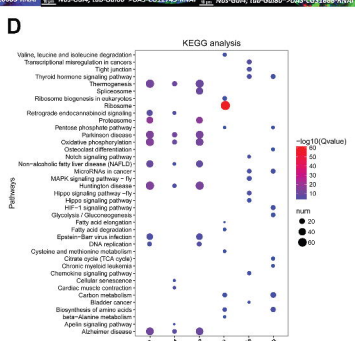 D
KEGG analysis
Valine, leucine and isoleucine degradation
Transcriptional misregulation in cancers
Tight junction
Thyroid hormone signaling pathway
Thermogenesis
Spliceosome
Ribosome biogenesis in eukaryotes
Ribosome
Retrograde endocannabinoid signaling
Proteasome
Pentose phosphate pathway
Parkinson disease
Oxidative phosphorylation
Osteoclast differentiation
Notch signaling pathway
Non-alcoholic fatty liver disease (NAFLD)
MicroRNAs in cancer
MAPK signaling pathway - fly
Huntington disease
Hippo signaling pathway -fly
Hippo signaling pathway
HIF-1 signaling pathway
Glycolysis / Gluconeogenesis
Fatty acid elongation
Fatty acid degradation
Epstein-Barr virus infection
DNA replication
Cysteine and methionine metabolism
Citrate cycle (TCA cycle)
Chronic myeloid leukemia
Chemokine signaling pathway
Cellular senescence
Cardiac muscle contraction
Carbon metabolism
Bladder cancer
Biosynthesis of amino acids
beta-Alanine metabolism
Apelin signaling pathway
Alzheimer disease
Pathways
-log10(Qvalue)
60
50
40
30
20
10
num
20
40
60